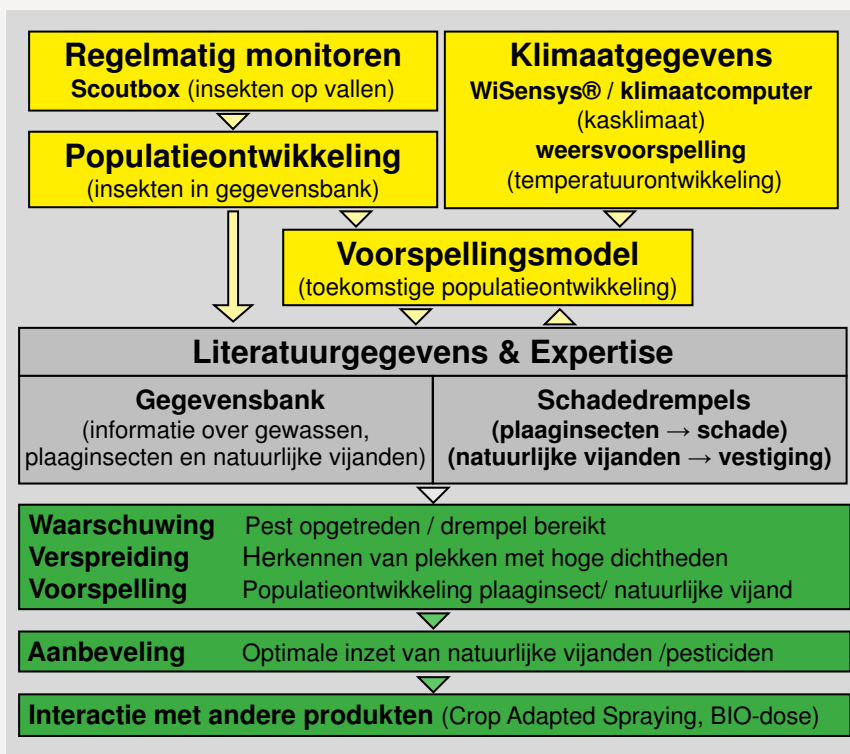 Regelmatig monitoren
Scoutbox (insekten op vallen)
Populatieontwikkeling
(insekten in gegevensbank)
Klimaatgegevens
WiSensys® / klimaatcomputer
(kasklimaat)
weersvoorspelling
(temperatuurontwikkeling)
Voorspellingsmodel
(toekomstige populatieontwikkeling)
Literatuurgegevens & Expertise
Gegevensbank
(informatie over gewassen,
plaaginsecten en natuurlijke vijanden)
Schadedrempels
(plaaginsecten → schade)
(natuurlijke vijanden → vestiging)
Waarschuwing Pest opgetreden / drempel bereikt
Verspreiding Herkennen van plekken met hoge dichtheden
Voorspelling Populatieontwikkeling plaaginsect/ natuurlijke vijand
Aanbeveling Optimale inzet van natuurlijke vijanden /pesticiden
Interactie met andere produkten (Crop Adapted Spraying, BIO-dose)